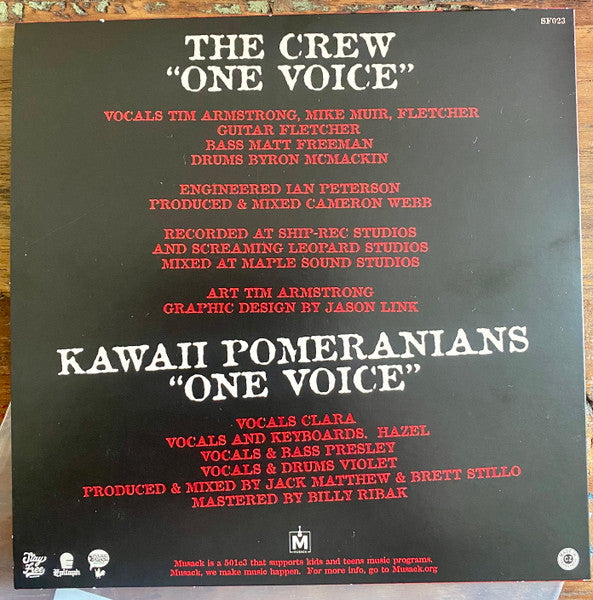 SF023
THE CREW
“ONE VOICE”
VOCALS TIM ARMSTRONG, MIKE MUIR, FLETCHER
GUITAR FLETCHER
BASS MATT FREEMAN
DRUMS BYRON MCMACKIN
ENGINEERED IAN PETERSON
PRODUCED & MIXED CAMERON WEBB
RECORDED AT SHIP-REC STUDIOS
AND SCREAMING LEOPARD STUDIOS
MIXED AT MAPLE SOUND STUDIOS
ART TIM ARMSTRONG
GRAPHIC DESIGN BY JASON LINK
KAWAII POMERANIANS
“ONE VOICE”
VOCALS CLARA
VOCALS AND KEYBOARDS, HAZEL
VOCALS & BASS PRESLEY
VOCALS & DRUMS VIOLET
PRODUCED & MIXED BY JACK MATTHEW & BRETT STILLO
MASTERED BY BILLY RIBAK
Stay
Free
Epitaph
M
MUSACK
Musack is a 501c3 that supports kids and teens music programs.
Musack, we make music happen. For more info, go to Musack.org